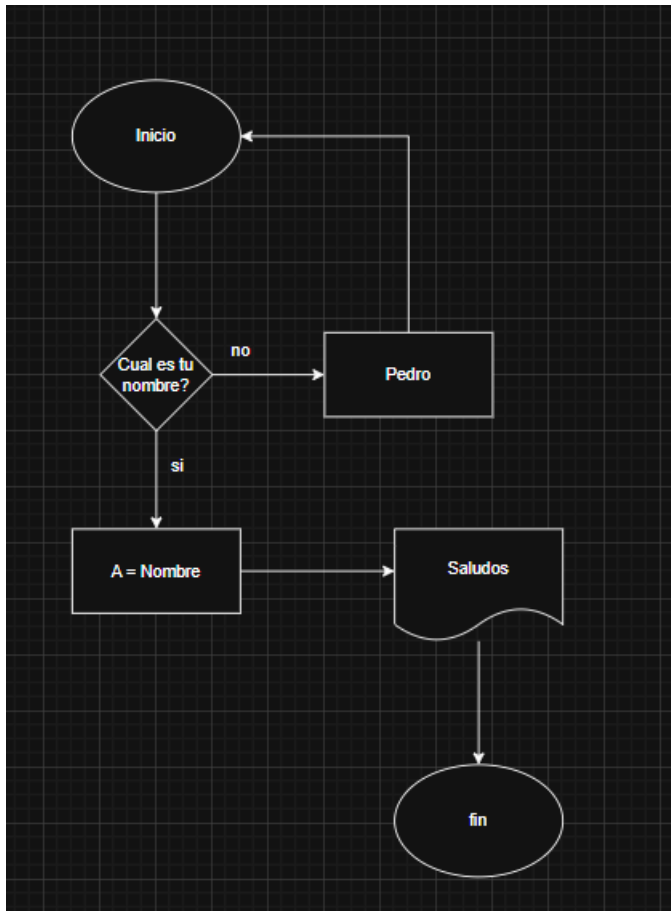 Inicio
Cual es tu
nombre?
no
Pedro
si
A = Nombre
Saludos
fin